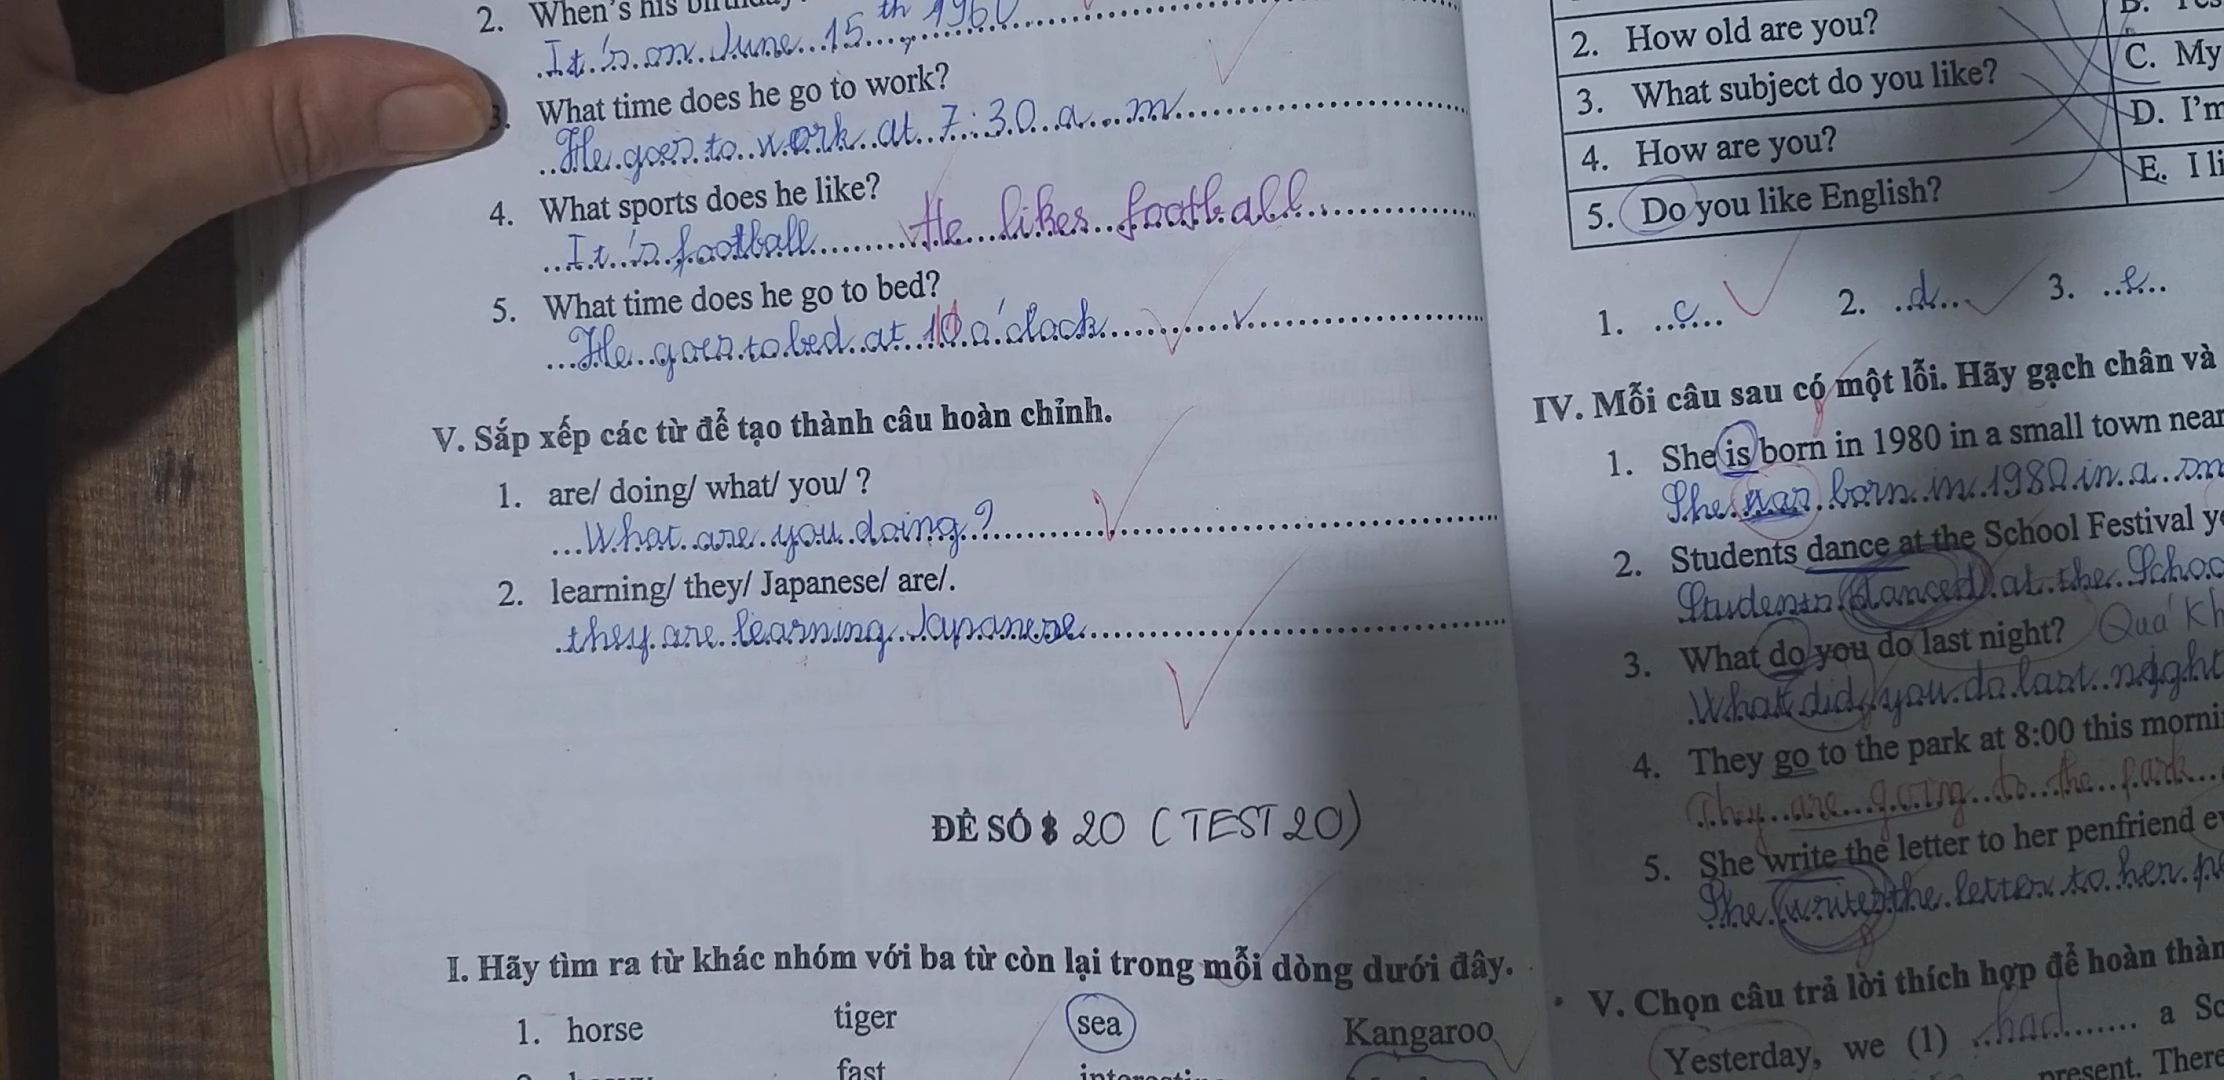 2. When's his
It's on June 15th, 1960
3. What time does he go to work?
He goes to work at 7:30 a.m.
4. What sports does he like?
It's football He likes football
5. What time does he go to bed?
He goes to bed at 10 o'clock
V. Sắp xếp các từ để tạo thành câu hoàn chỉnh.
1. are/ doing/ what/ you/ ?
What are you doing?
2. learning/ they/ Japanese/ are/.
they are learning Japanese
ĐỀ SỐ 8 20 (TEST 20)
I. Hãy tìm ra từ khác nhóm với ba từ còn lại trong mỗi dòng dưới đây.
1. horse tiger sea Kangaroo
fast
2. How old are you?
3. What subject do you like?
4. How are you?
5. Do you like English?
C. My
D. I'm
E. I li
1. c 2. d 3. e
IV. Mỗi câu sau có một lỗi. Hãy gạch chân và
1. She is born in 1980 in a small town near
She was born in 1980 in a sm
2. Students dance at the School Festival y
Students danced at the Schoo
3. What do you do last night? Quá kh
What did you do last night
4. They go to the park at 8:00 this morni
They are going to the park
5. She write the letter to her penfriend ev
She writes the letter to her pe
V. Chọn câu trả lời thích hợp để hoàn thàn
Yesterday, we (1) had a Sc
present. There